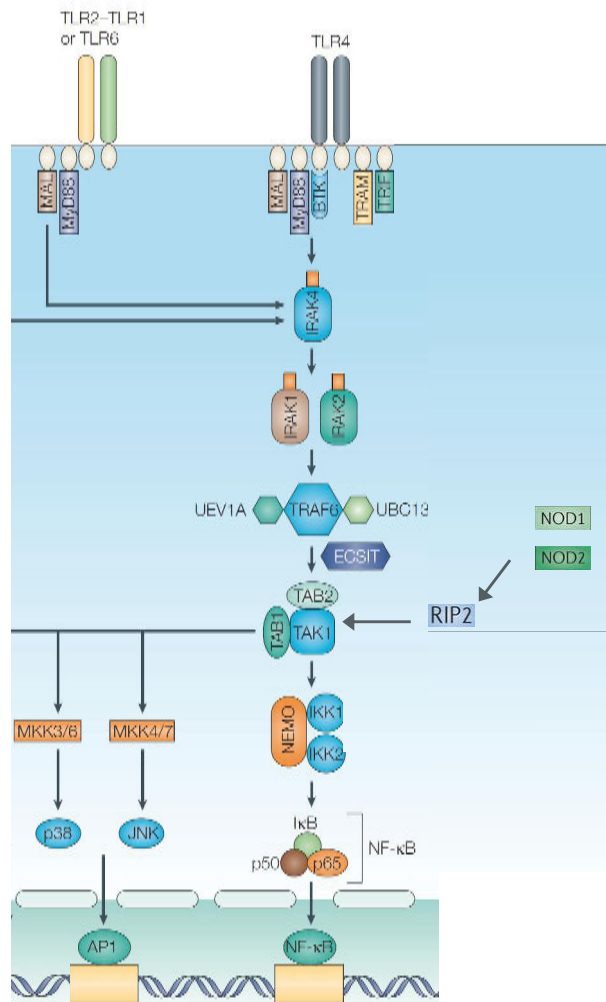 TLR2–TLR1
or TLR6
TLR4
MAL
MyD88
MAL
MyD88
BTK
TRAM
TRIF
IRAK4
IRAK1
IRAK2
UEV1A
TRAF6
UBC13
NOD1
ECSIT
NOD2
TAB2
RIP2
TAB1
TAK1
MKK3/6
MKK4/7
NEMO
IKK1
IKK2
p38
JNK
IκB
NF-κB
p50
p65
AP1
NF-κB